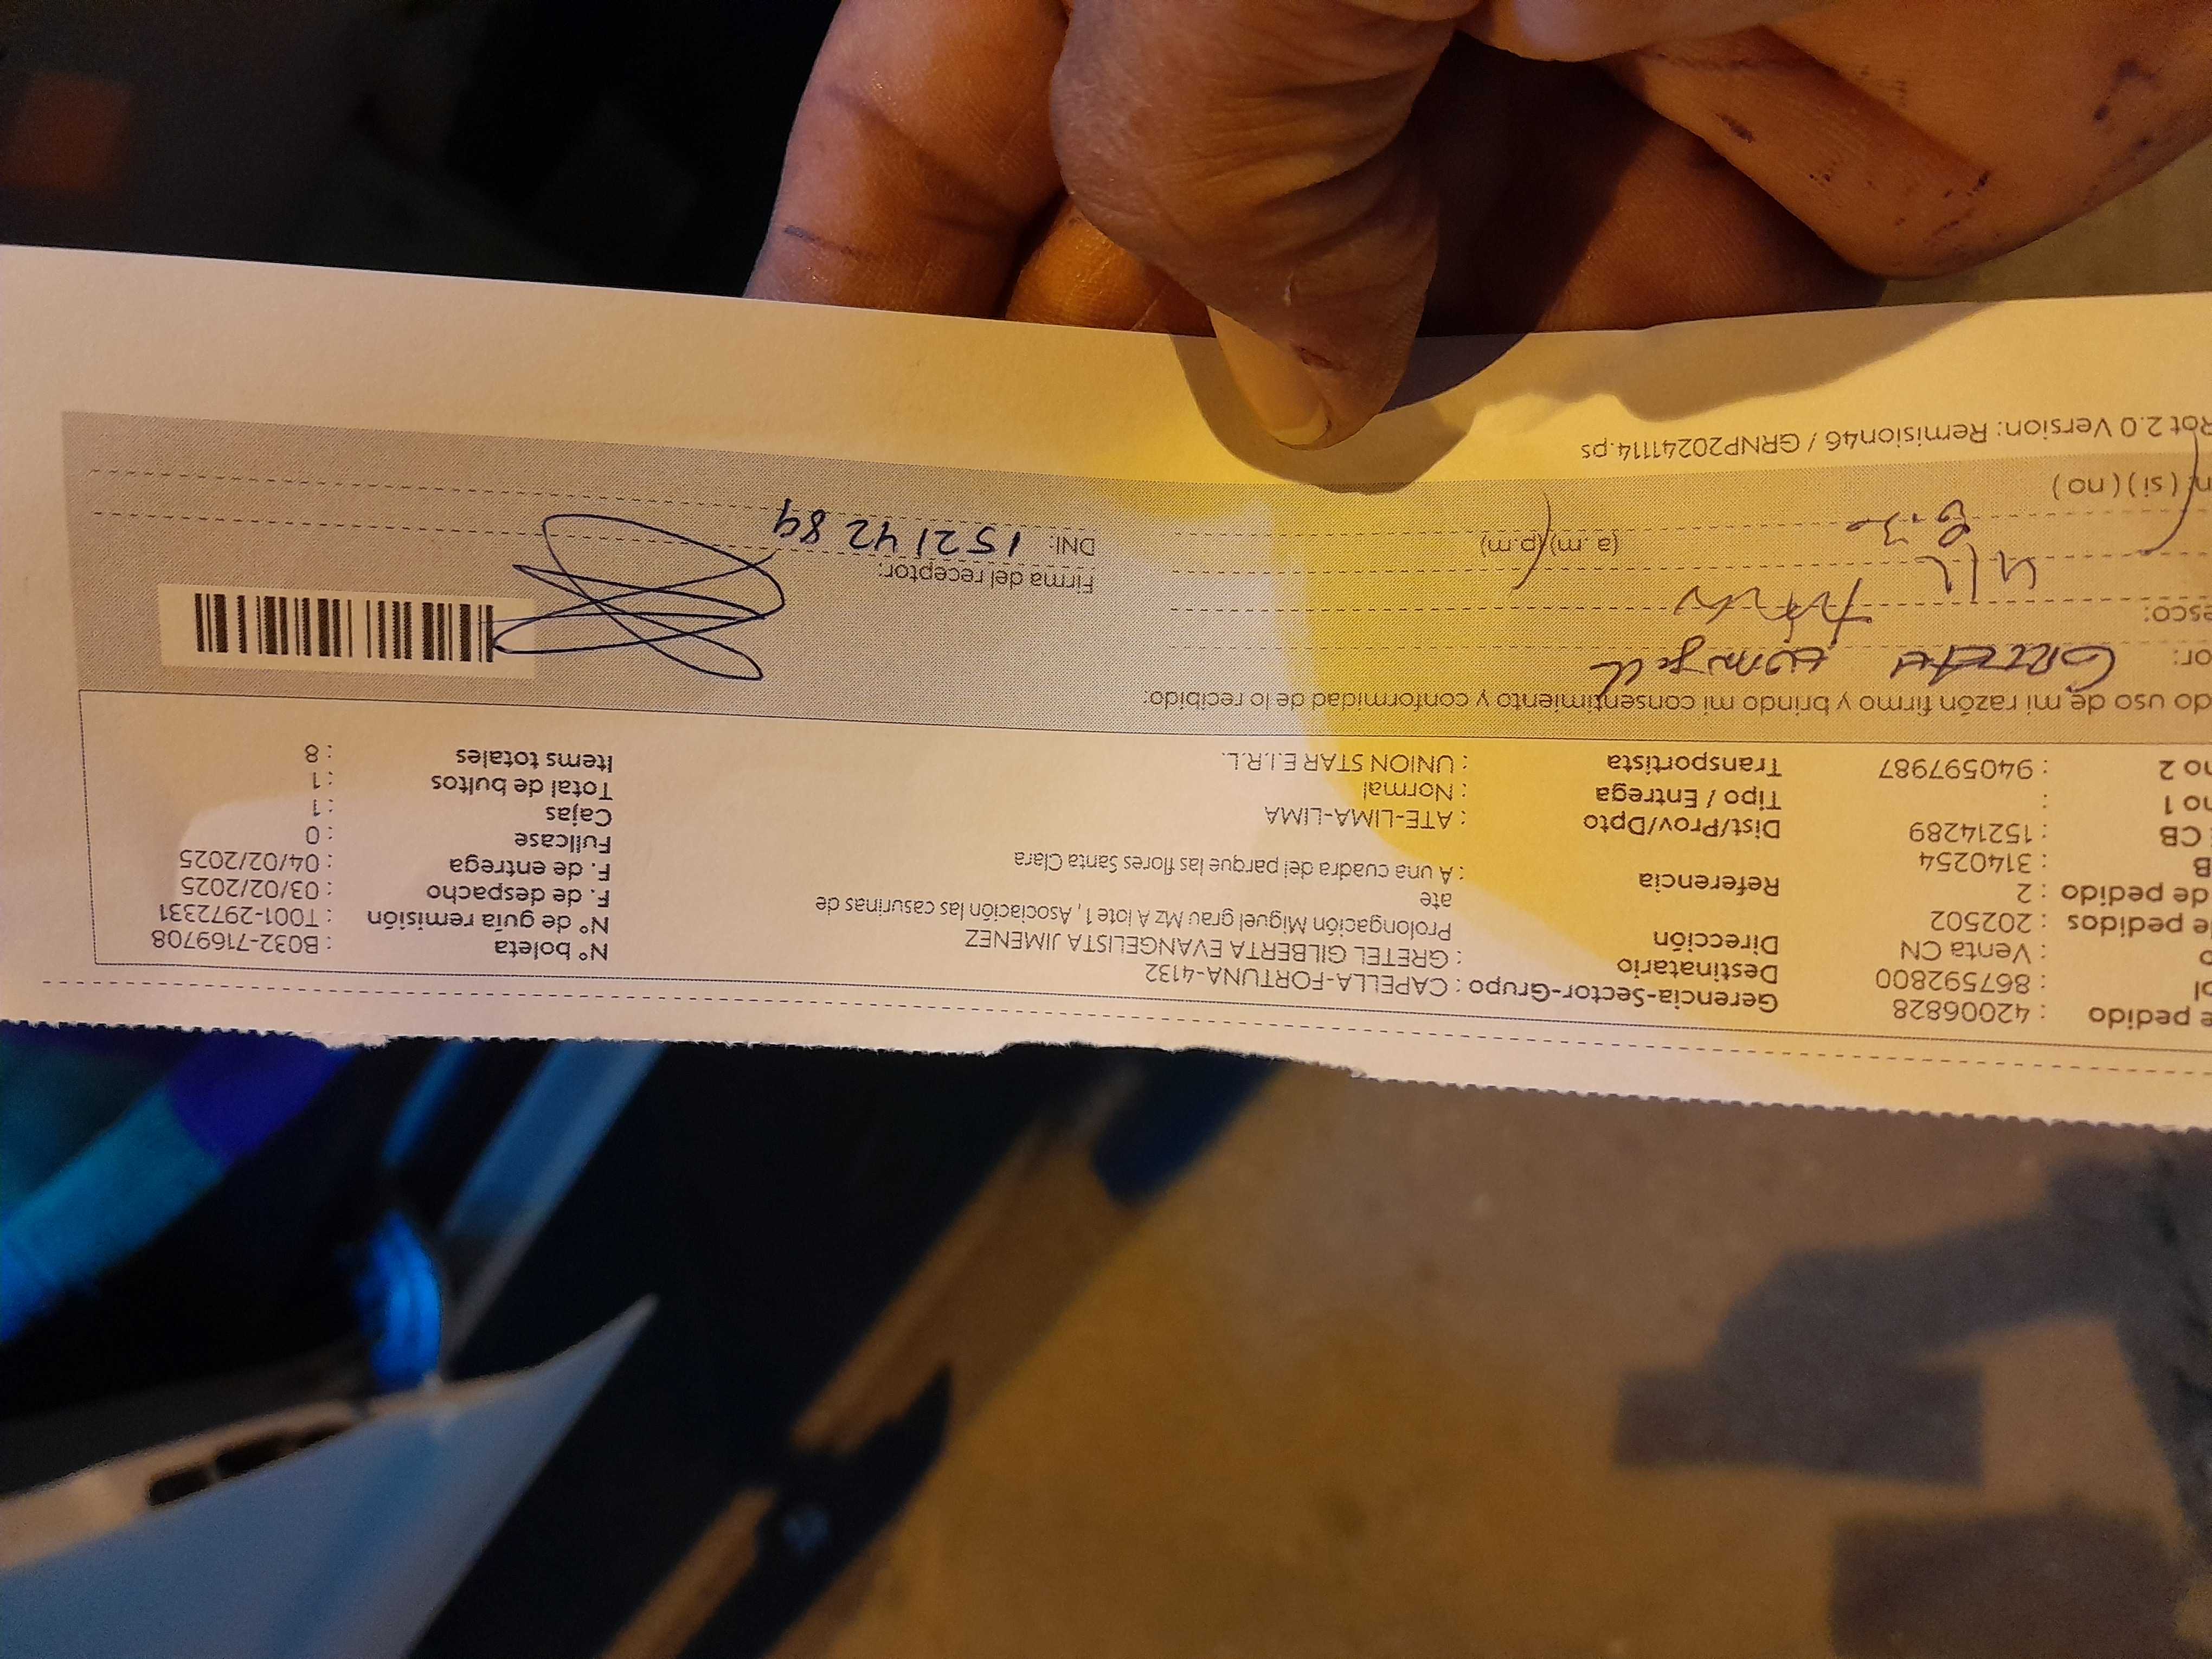 e pedido : 42006828 Gerencia-Sector-Grupo : CAPELLA-FORTUNA-4132 N° boleta : B032-7169708
ol : 867592800 Destinatario : GRETEL GILBERTA EVANGELISTA JIMENEZ N° de guía remisión : T001-2972331
o : Venta CN Dirección Prolongación Miguel grau Mz A lote 1, Asociación las casurinas de F. de despacho : 03/02/2025
e pedidos : 202502 ate F. de entrega : 04/02/2025
de pedido : 2 Referencia : A una cuadra del parque las flores Santa Clara Fullcase : 0
B : 3140254 Dist/Prov/Dpto : ATE-LIMA-LIMA Cajas : 1
CB : 15214289 Tipo / Entrega : Normal Total de bultos : 1
no 1 : Transportista : UNION STAR E.I.R.L. Items totales : 8
no 2 : 940597987
do uso de mi razón firmo y brindo mi consentimiento y conformidad de lo recibido:
or:
esco: Firma del receptor:
(a.m) (p.m) DNI: 15214289
n: (si) (no)
Rot 2.0 Version: Remision46 / GRNP20241114.ps